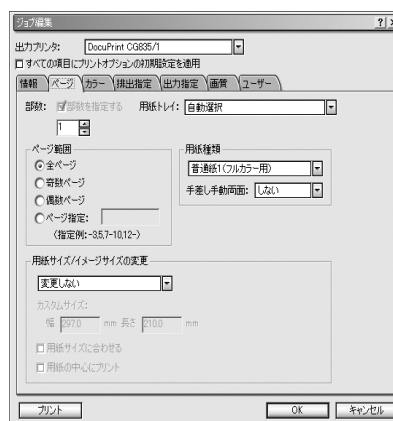 ジョブ編集 ? ×
出力プリンタ: DocuPrint CG835/1
すべての項目にプリントオプションの初期設定を適用
情報 ページ カラー 排出指定 出力指定 画質 ユーザー
部数: 部数を指定する 用紙トレイ: 自動選択
1
ページ範囲
全ページ
奇数ページ
偶数ページ
ページ指定:
(指定例:-3,5,7-10,12-)
用紙種類
普通紙1(フルカラー用)
手差し手動両面: しない
用紙サイズ/イメージサイズの変更
変更しない
カスタムサイズ:
幅 297.0 mm 長さ 210.0 mm
用紙サイズに合わせる
用紙の中心にプリント
プリント OK キャンセル